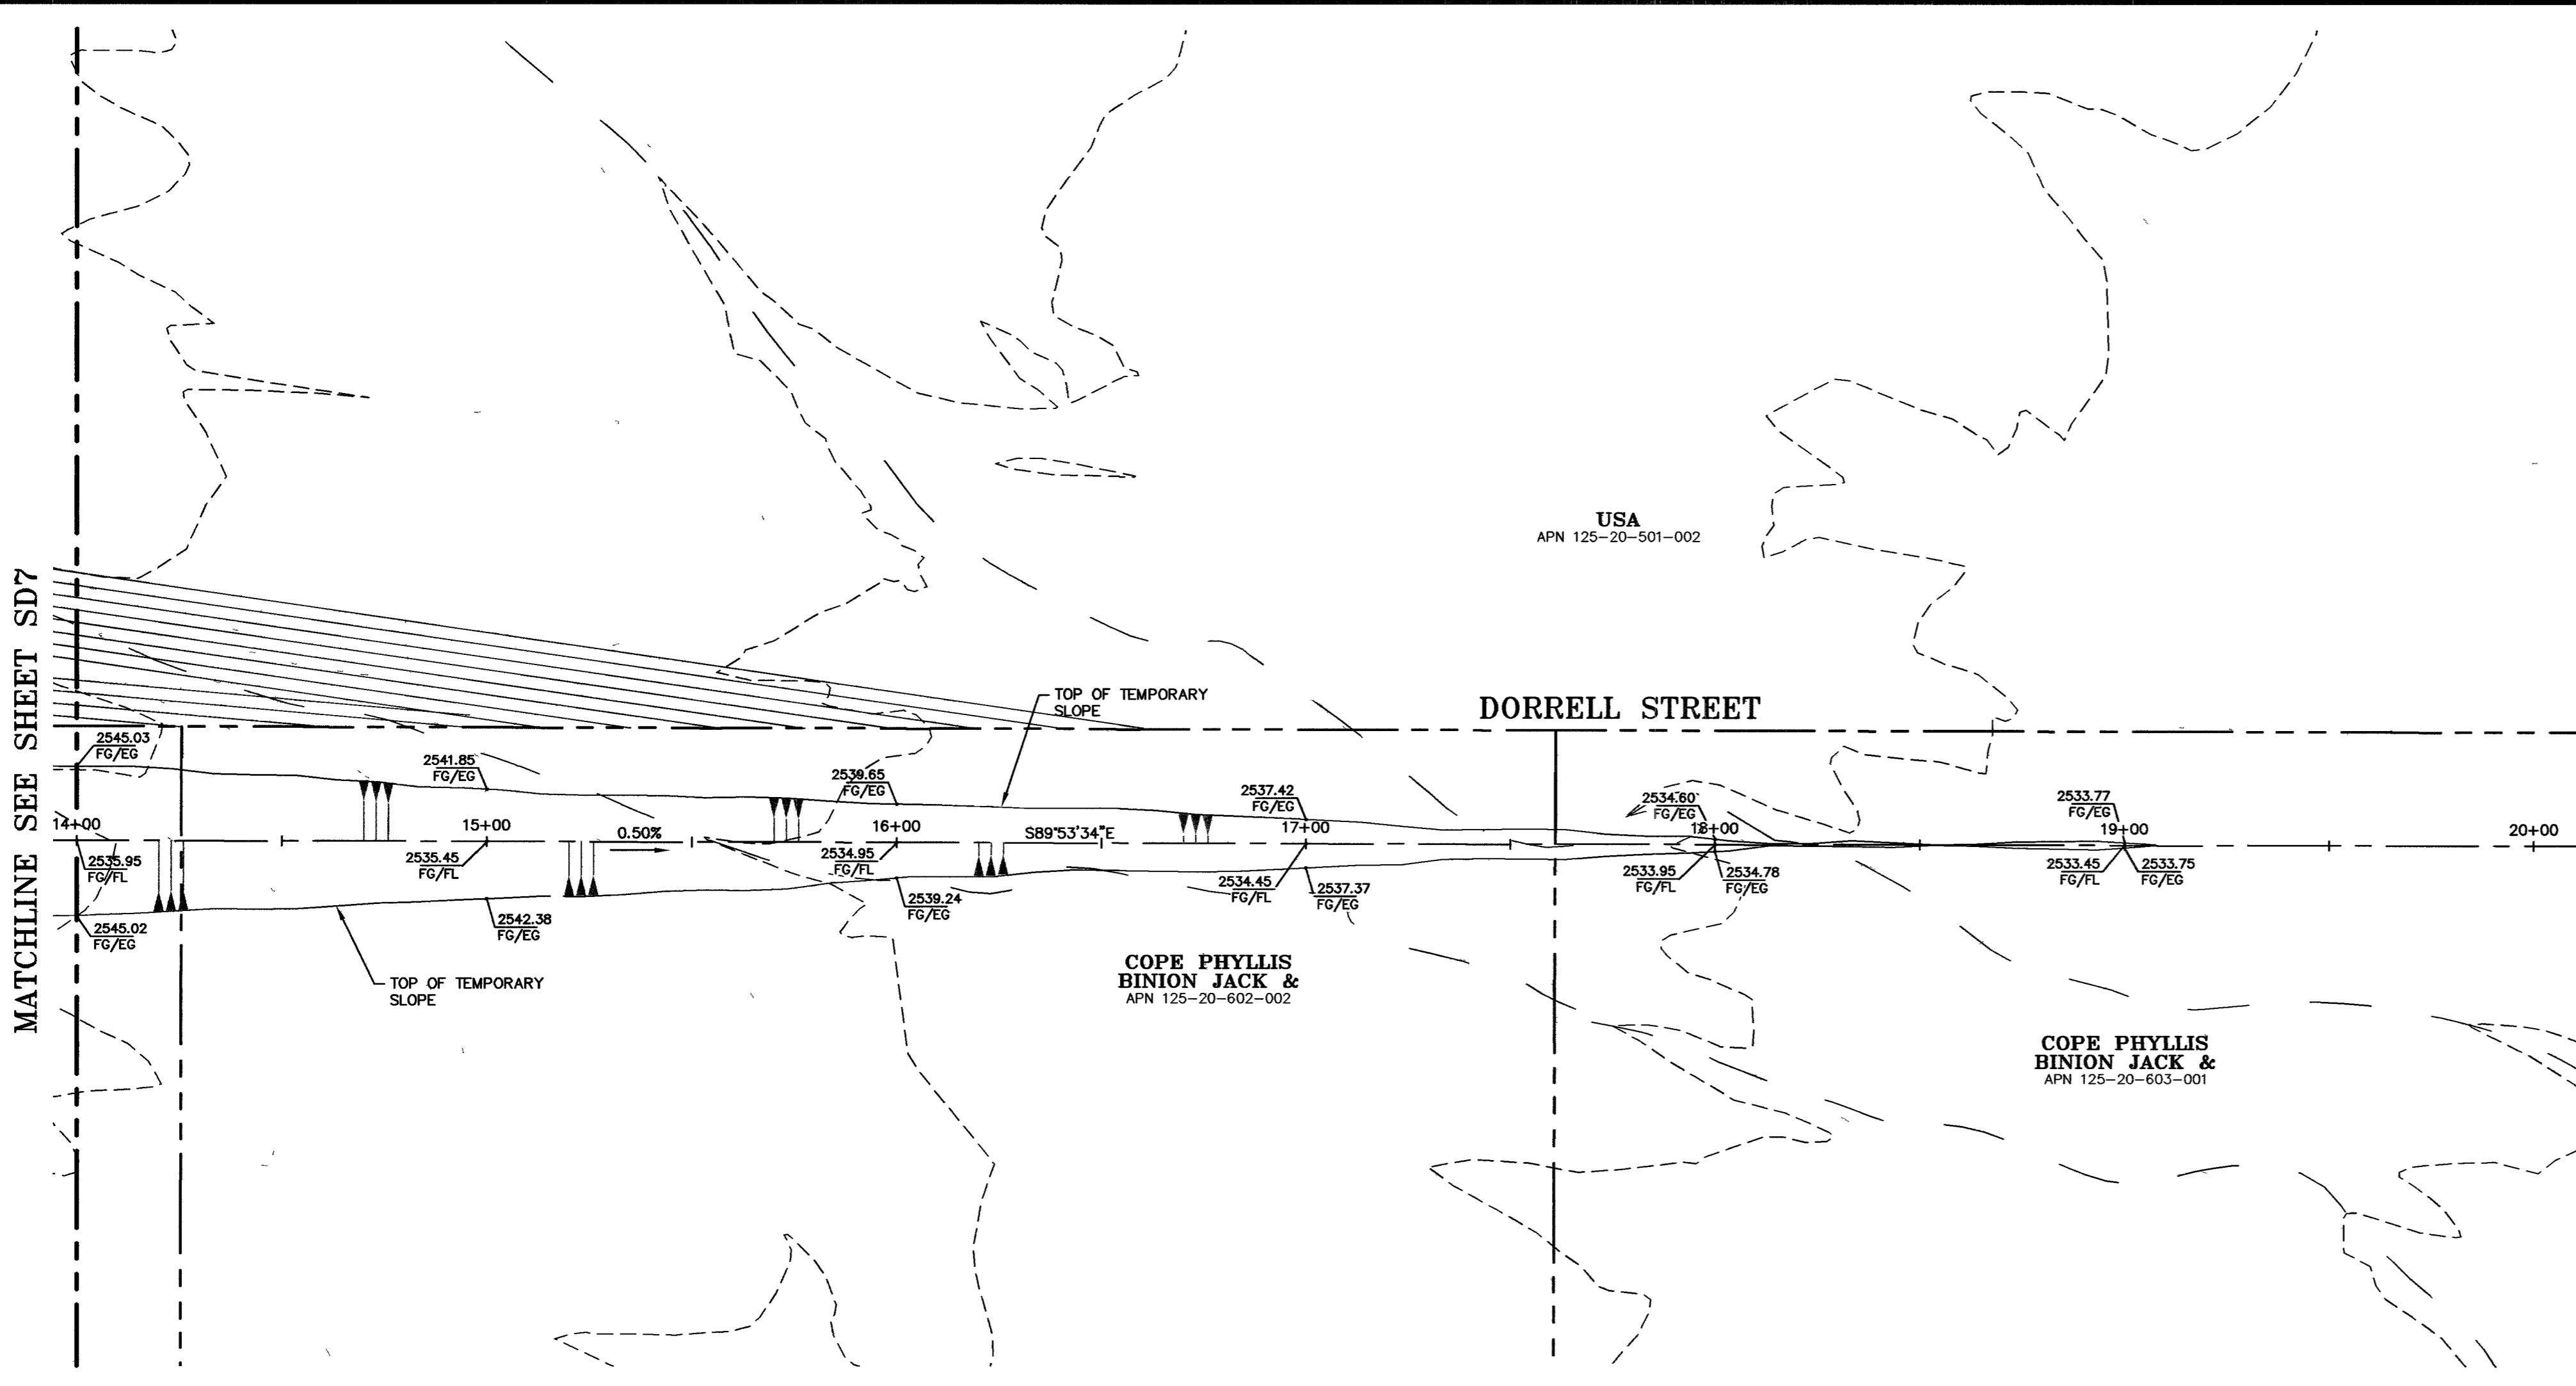 MATCHLINE SEE SHEET SD7
USA
APN 125-20-501-002
DORRELL STREET
TOP OF TEMPORARY
SLOPE
2545.03
FG/EG
2541.85
FG/EG
2539.65
FG/EG
2537.42
FG/EG
2534.60
FG/EG
2533.77
FG/EG
14+00
15+00
0.50%
16+00
S89°53'34"E
17+00
18+00
19+00
20+00
2535.95
FG/FL
2535.45
FG/FL
2534.95
FG/FL
2534.45
FG/FL
2533.95
FG/FL
2533.45
FG/FL
2545.02
FG/EG
2542.38
FG/EG
2539.24
FG/EG
2537.37
FG/EG
2534.78
FG/EG
2533.75
FG/EG
TOP OF TEMPORARY
SLOPE
COPE PHYLLIS
BINION JACK &
APN 125-20-602-002
COPE PHYLLIS
BINION JACK &
APN 125-20-603-001